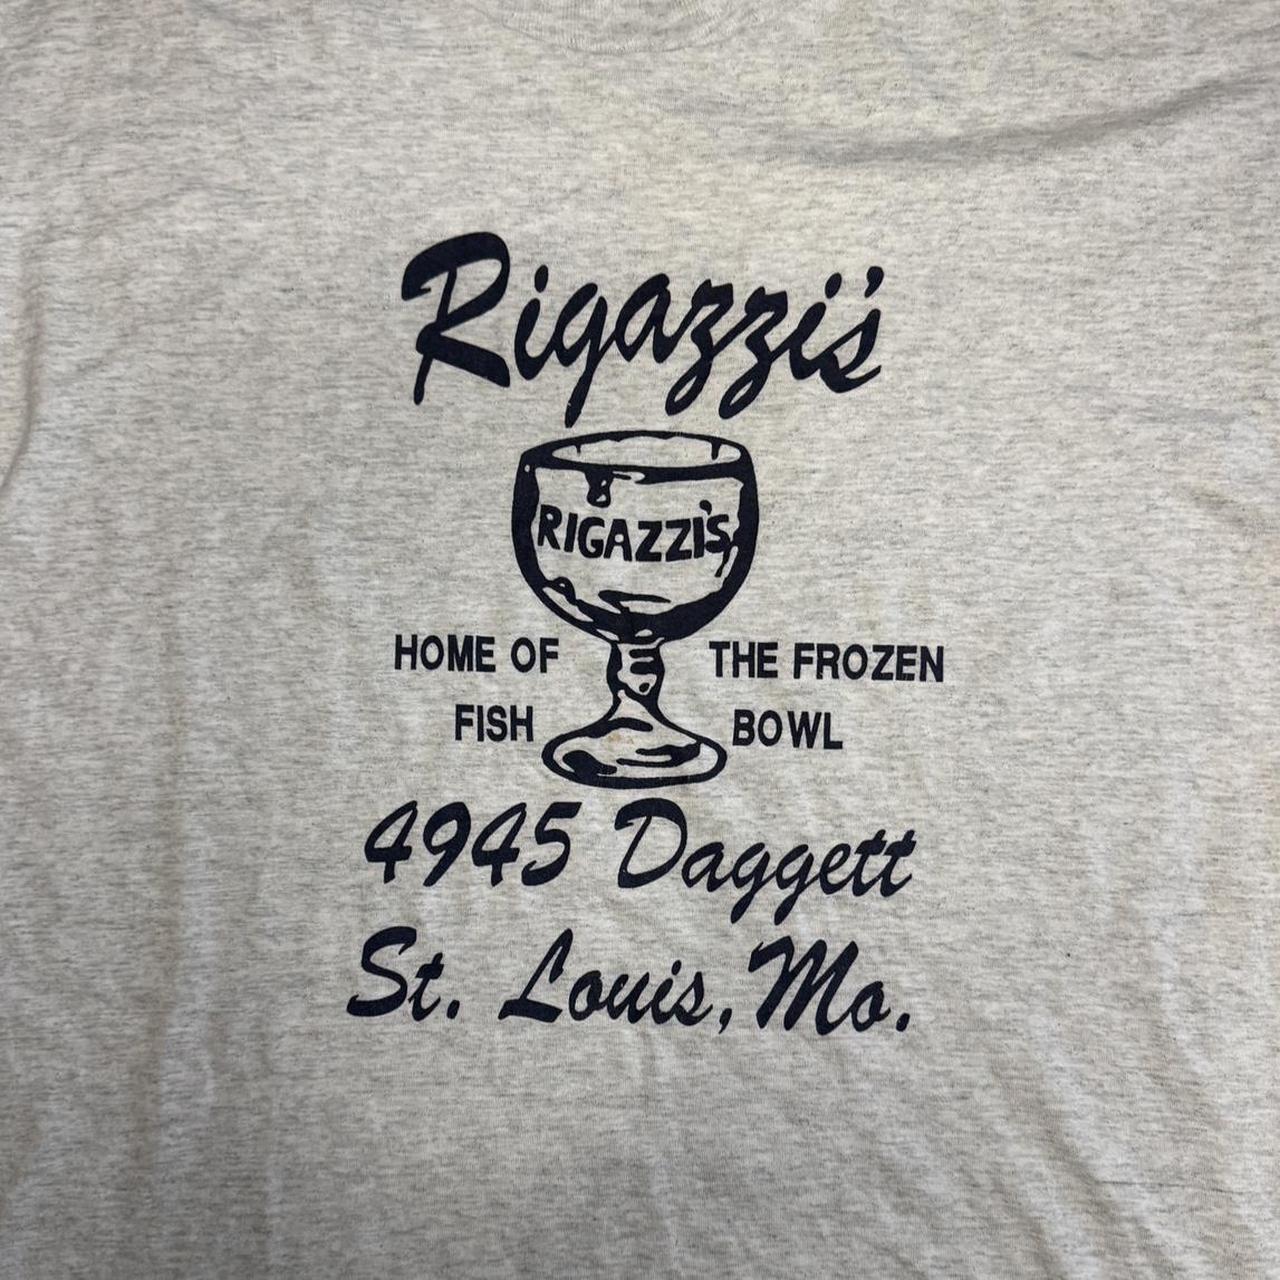 Rigazzi's
RIGAZZI'S
HOME OF THE FROZEN
FISH BOWL
4945 Daggett
St. Louis, Mo.